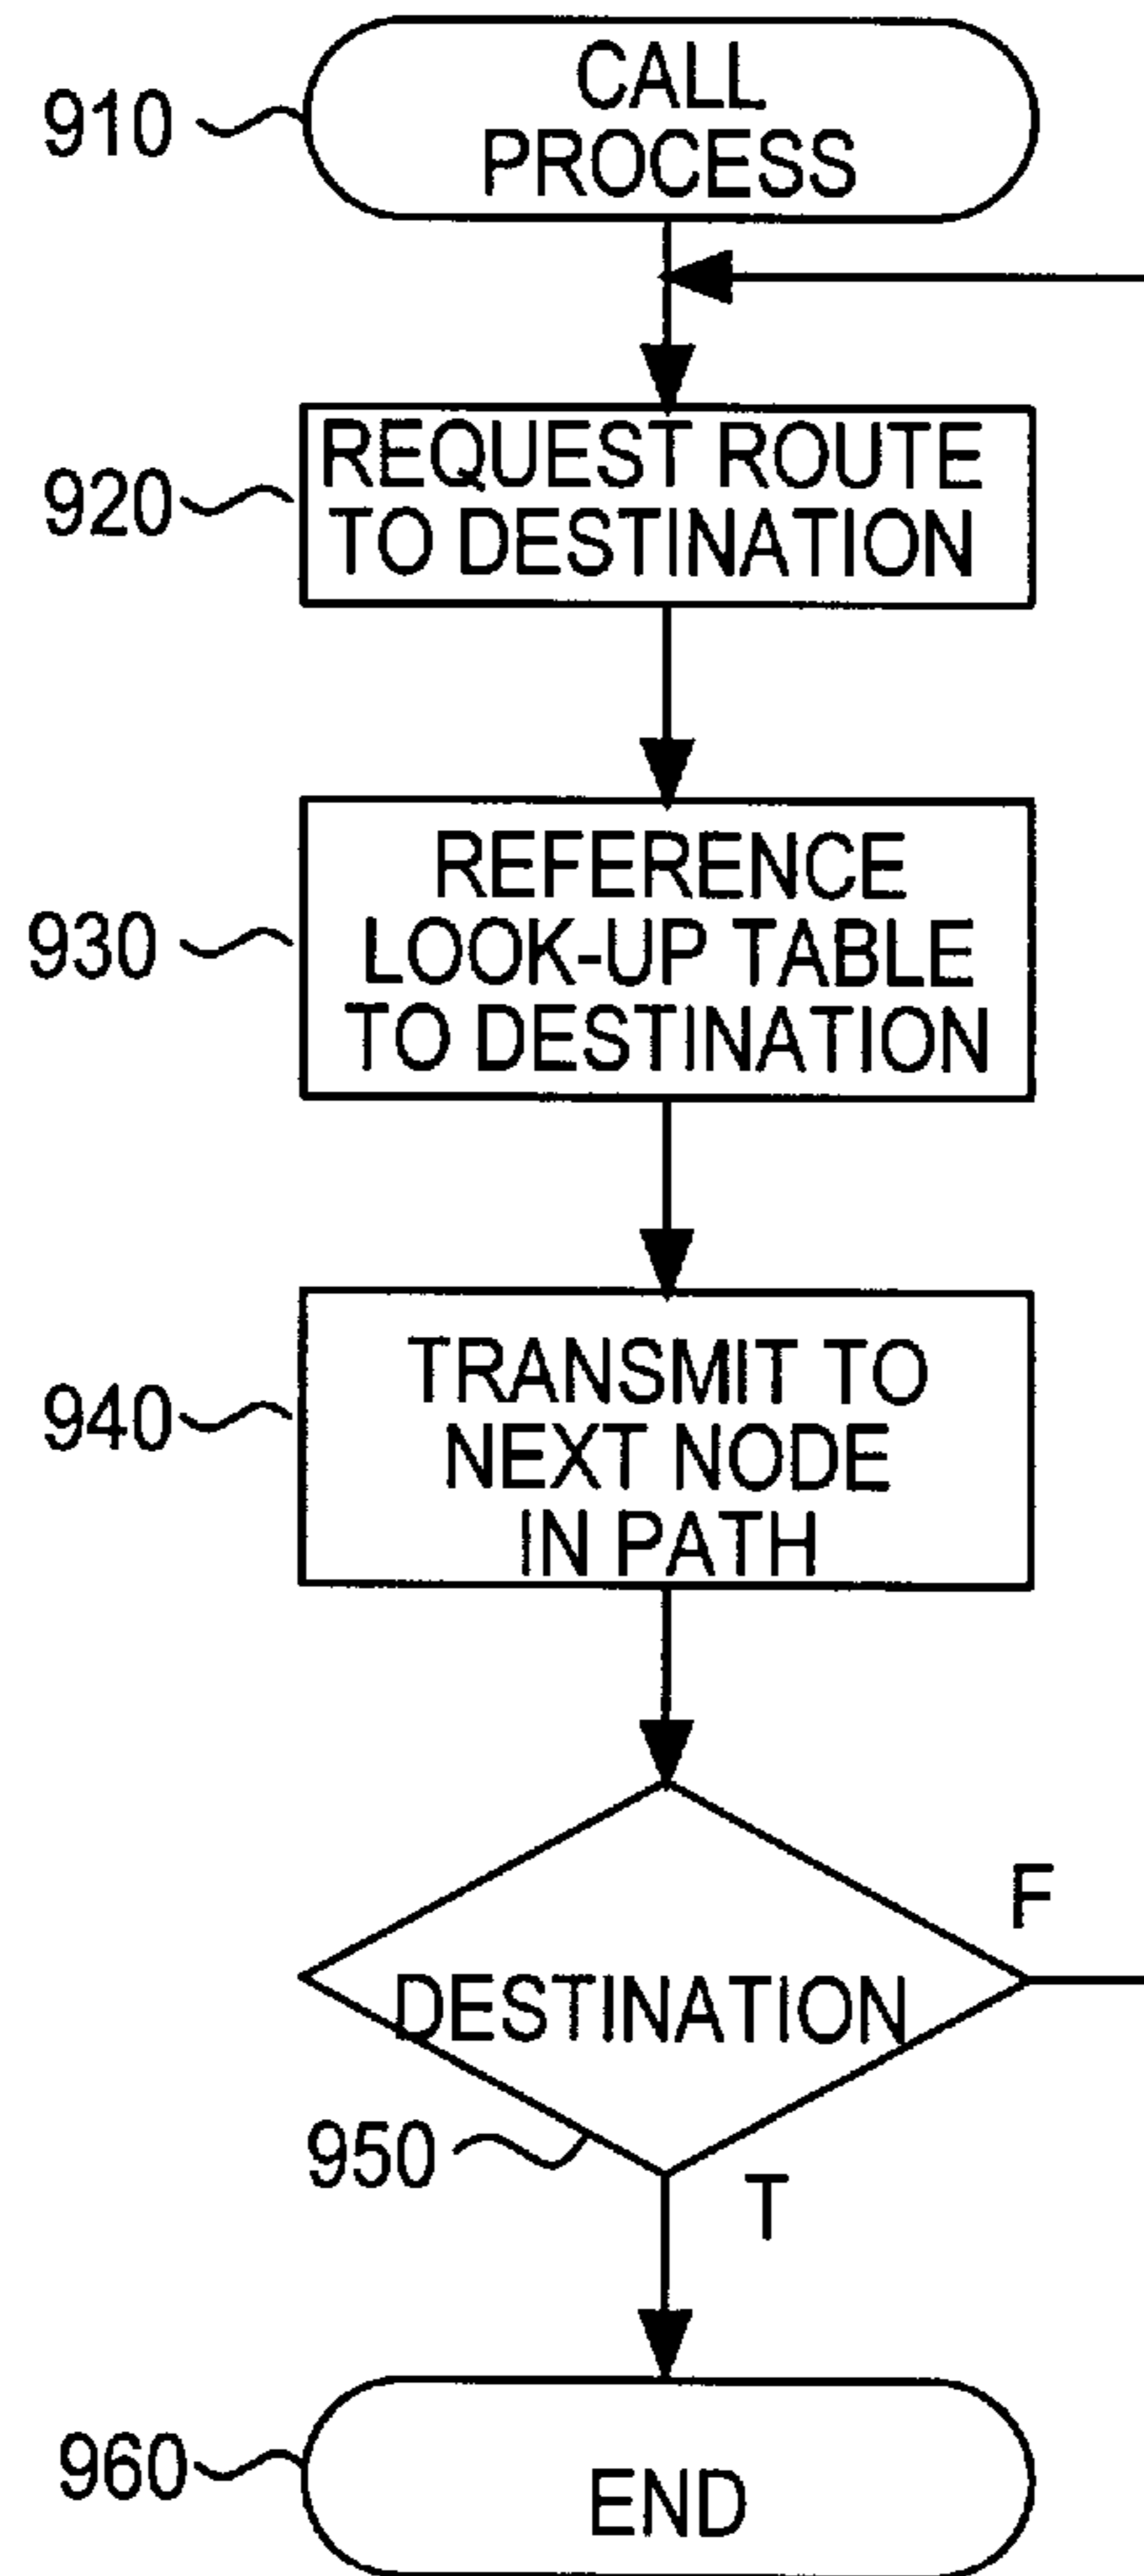 910
CALL
PROCESS
920
REQUEST ROUTE
TO DESTINATION
930
REFERENCE
LOOK-UP TABLE
TO DESTINATION
940
TRANSMIT TO
NEXT NODE
IN PATH
F
DESTINATION
950
T
960
END